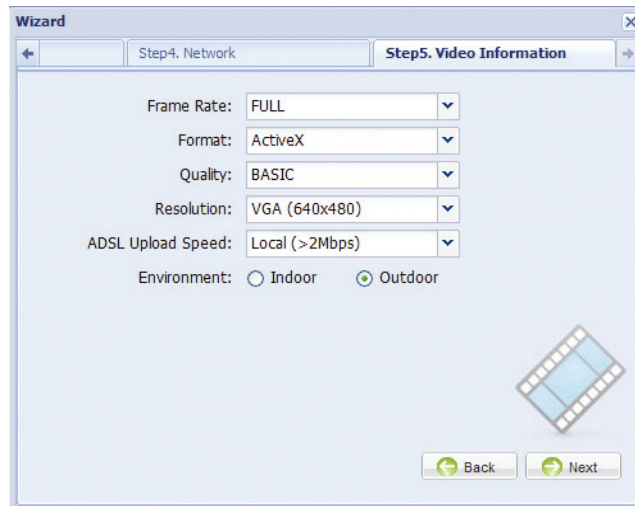 Wizard
Step4. Network
Step5. Video Information
Frame Rate: FULL
Format: ActiveX
Quality: BASIC
Resolution: VGA (640x480)
ADSL Upload Speed: Local (>2Mbps)
Environment: Indoor Outdoor
Back Next